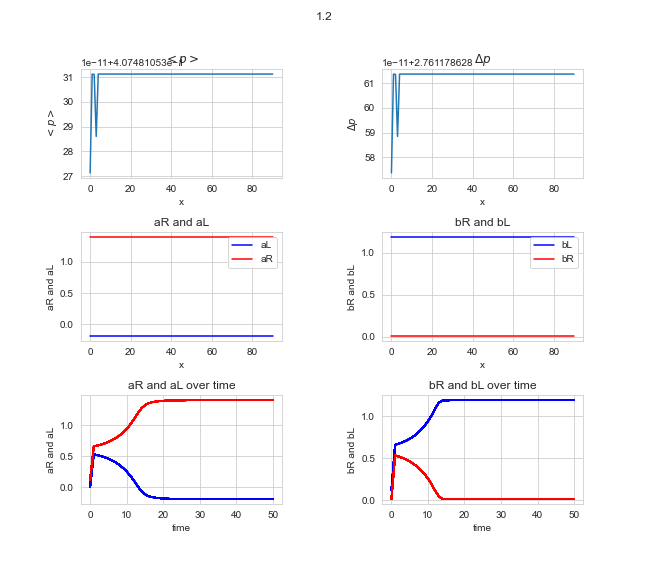 1.2
< p >
Δp
1e−11+4.07481053e−1
1e−11+2.761178628
31
30
29
28
27
< p >
0 20 40 60 80
x
61
60
59
58
Δp
0 20 40 60 80
x
aR and aL
bR and bL
1.0
0.5
0.0
aR and aL
aL
aR
0 20 40 60 80
x
1.0
0.5
0.0
bR and bL
bL
bR
0 20 40 60 80
x
aR and aL over time
bR and bL over time
1.0
0.5
0.0
aR and aL
0 10 20 30 40 50
time
1.0
0.5
0.0
bR and bL
0 10 20 30 40 50
time